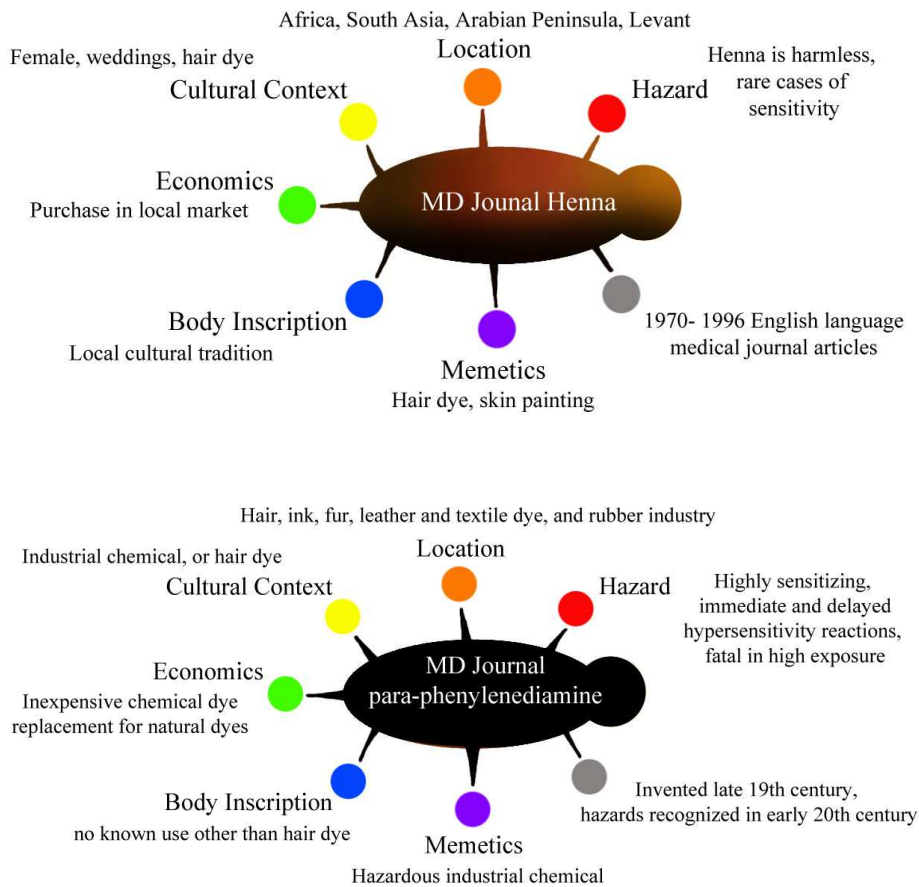 Africa, South Asia, Arabian Peninsula, Levant
Location
Female, weddings, hair dye
Cultural Context
Hazard
Henna is harmless,
rare cases of
sensitivity
Economics
Purchase in local market
MD Jounal Henna
Body Inscription
Local cultural tradition
1970- 1996 English language
medical journal articles
Memetics
Hair dye, skin painting
Hair, ink, fur, leather and textile dye, and rubber industry
Location
Industrial chemical, or hair dye
Cultural Context
Hazard
Highly sensitizing,
immediate and delayed
hypersensitivity reactions,
fatal in high exposure
Economics
Inexpensive chemical dye
replacement for natural dyes
MD Journal
para-phenylenediamine
Body Inscription
no known use other than hair dye
Invented late 19th century,
hazards recognized in early 20th century
Memetics
Hazardous industrial chemical